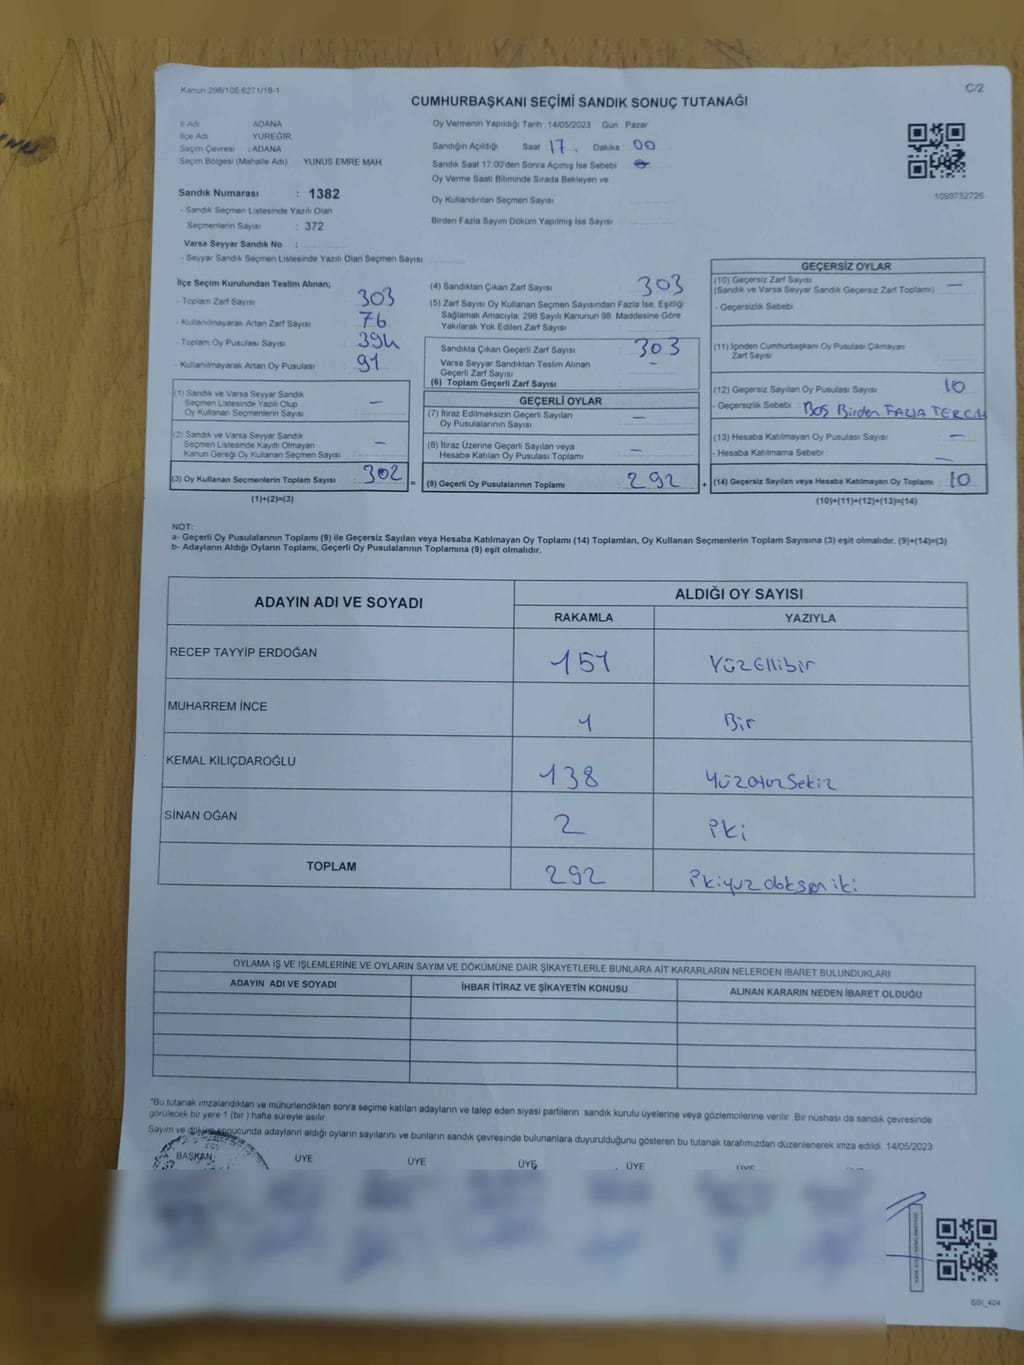 Kanun:298/105 6271/18-1
C/2
CUMHURBAŞKANI SEÇİMİ SANDIK SONUÇ TUTANAĞI
İl Adı ADANA
İlçe Adı YÜREĞİR
Seçim Çevresi : ADANA
Seçim Bölgesi (Mahalle Adı) YUNUS EMRE MAH.
Sandık Numarası : 1382
- Sandık Seçmen Listesinde Yazılı Olan
Seçmenlerin Sayısı : 372
Varsa Seyyar Sandık No :
- Seyyar Sandık Seçmen Listesinde Yazılı Olan Seçmen Sayısı
Oy Vermenin Yapıldığı Tarih : 14/05/2023 Gün : Pazar
Sandığın Açıldığı Saat 17 Dakika 00
Sandık Saat 17:00'den Sonra Açılmış İse Sebebi
Oy Verme Saati Bitiminde Sırada Bekleyen ve
Oy Kullandırılan Seçmen Sayısı
Birden Fazla Sayım Döküm Yapılmış İse Sayısı
1093752726
İlçe Seçim Kurulundan Teslim Alınan;
- Toplam Zarf Sayısı 303
- Kullanılmayarak Artan Zarf Sayısı 76
- Toplam Oy Pusulası Sayısı 394
- Kullanılmayarak Artan Oy Pusulası 91
(1) Sandık ve Varsa Seyyar Sandık
Seçmen Listesinde Yazılı Olup
Oy Kullanan Seçmenlerin Sayısı —
(2) Sandık ve Varsa Seyyar Sandık
Seçmen Listesinde Kayıtlı Olmayan
Kanun Gereği Oy Kullanan Seçmen Sayısı —
(3) Oy Kullanan Seçmenlerin Toplam Sayısı 302
(1)+(2)=(3)
(4) Sandıktan Çıkan Zarf Sayısı 303
(5) Zarf Sayısı Oy Kullanan Seçmen Sayısından Fazla İse, Eşitliği
Sağlamak Amacıyla; 298 Sayılı Kanunun 98. Maddesine Göre
Yakılarak Yok Edilen Zarf Sayısı
Sandıkta Çıkan Geçerli Zarf Sayısı 303
Varsa Seyyar Sandıktan Teslim Alınan
Geçerli Zarf Sayısı —
(6) Toplam Geçerli Zarf Sayısı
GEÇERLİ OYLAR
(7) İtiraz Edilmeksizin Geçerli Sayılan
Oy Pusulalarının Sayısı —
(8) İtiraz Üzerine Geçerli Sayılan veya
Hesaba Katılan Oy Pusulası Toplamı —
= (9) Geçerli Oy Pusulalarının Toplamı 292
GEÇERSİZ OYLAR
(10) Geçersiz Zarf Sayısı
(Sandık ve Varsa Seyyar Sandık Geçersiz Zarf Toplamı) —
- Geçersizlik Sebebi
(11) İçinden Cumhurbaşkanı Oy Pusulası Çıkmayan
Zarf Sayısı
(12) Geçersiz Sayılan Oy Pusulası Sayısı 10
- Geçersizlik Sebebi Boş Birden FAZLA TERCİH
(13) Hesaba Katılmayan Oy Pusulası Sayısı —
- Hesaba Katılmama Sebebi : —
+ (14) Geçersiz Sayılan veya Hesaba Katılmayan Oy Toplamı 10
(10)+(11)+(12)+(13)=(14)
NOT:
a- Geçerli Oy Pusulalarının Toplamı (9) ile Geçersiz Sayılan veya Hesaba Katılmayan Oy Toplamı (14) Toplamları, Oy Kullanan Seçmenlerin Toplam Sayısına (3) eşit olmalıdır. (9)+(14)=(3)
b- Adayların Aldığı Oyların Toplamı, Geçerli Oy Pusulalarının Toplamına (9) eşit olmalıdır.
ADAYIN ADI VE SOYADI ALDIĞI OY SAYISI
RAKAMLA YAZIYLA
RECEP TAYYİP ERDOĞAN 151 Yüzellibir
MUHARREM İNCE 1 Bir
KEMAL KILIÇDAROĞLU 138 Yüzotuzsekiz
SİNAN OĞAN 2 İki
TOPLAM 292 İkiyüz doksan iki
OYLAMA İŞ VE İŞLEMLERİNE VE OYLARIN SAYIM VE DÖKÜMÜNE DAİR ŞİKAYETLERLE BUNLARA AİT KARARLARIN NELERDEN İBARET BULUNDUKLARI
ADAYIN ADI VE SOYADI İHBAR İTİRAZ VE ŞİKAYETİN KONUSU ALINAN KARARIN NEDEN İBARET OLDUĞU
*Bu tutanak imzalandıktan ve mühürlendikten sonra seçime katılan adayların ve talep eden siyasi partilerin sandık kurulu üyelerine veya gözlemcilerine verilir. Bir nüshası da sandık çevresinde
görülecek bir yere 1 (bir) hafta süreyle asılır.
Sayım ve döküm sonucunda adayların aldığı oyların sayılarını ve bunların sandık çevresinde bulunanlara duyurulduğunu gösteren bu tutanak tarafımızdan düzenlenerek imza edildi. 14/05/2023
BAŞKAN ÜYE ÜYE ÜYE ÜYE ÜYE